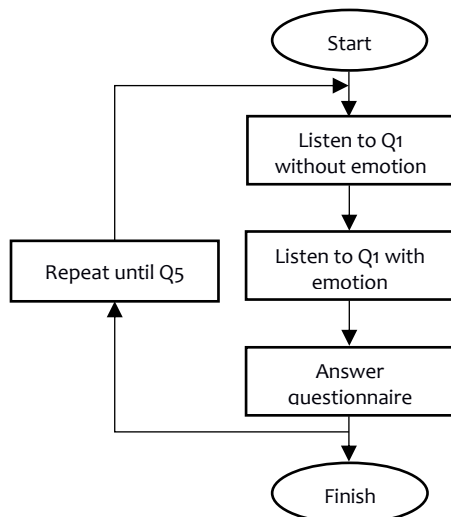 Start
Listen to Q1
without emotion
Listen to Q1 with
emotion
Repeat until Q5
Answer
questionnaire
Finish